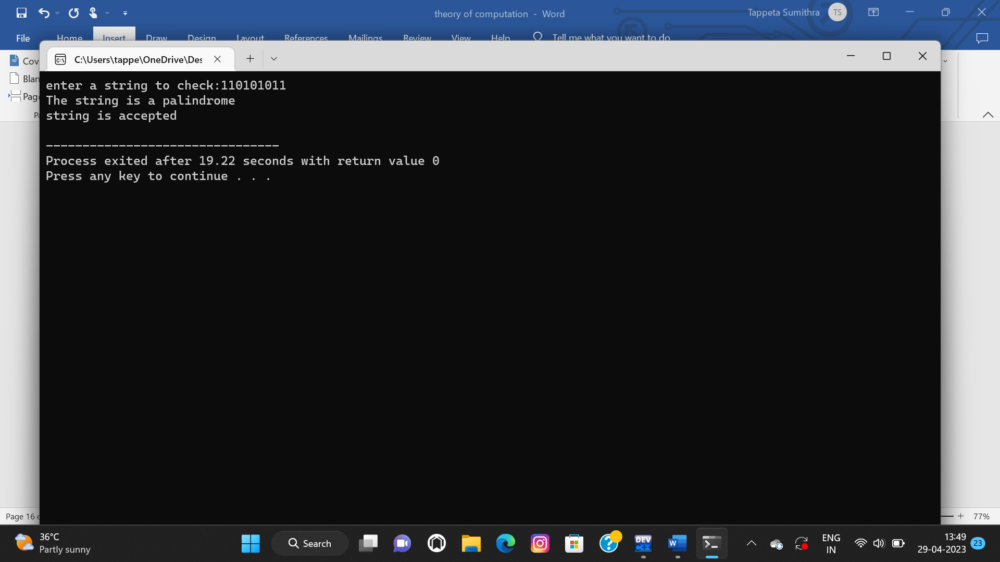 theory of computation - Word
Tappeta Sumithra TS
File Home Insert Draw Design Layout References Mailings Review View Help Tell me what you want to do
C:\Users\tappe\OneDrive\Des
Cov
Blan
Page
Pa
enter a string to check:110101011
The string is a palindrome
string is accepted
--------------------------------
Process exited after 19.22 seconds with return value 0
Press any key to continue . . .
Page 16 
77%
36°C
Partly sunny
Search
DEV
C++
W
ENG
IN
13:49
29-04-2023
23